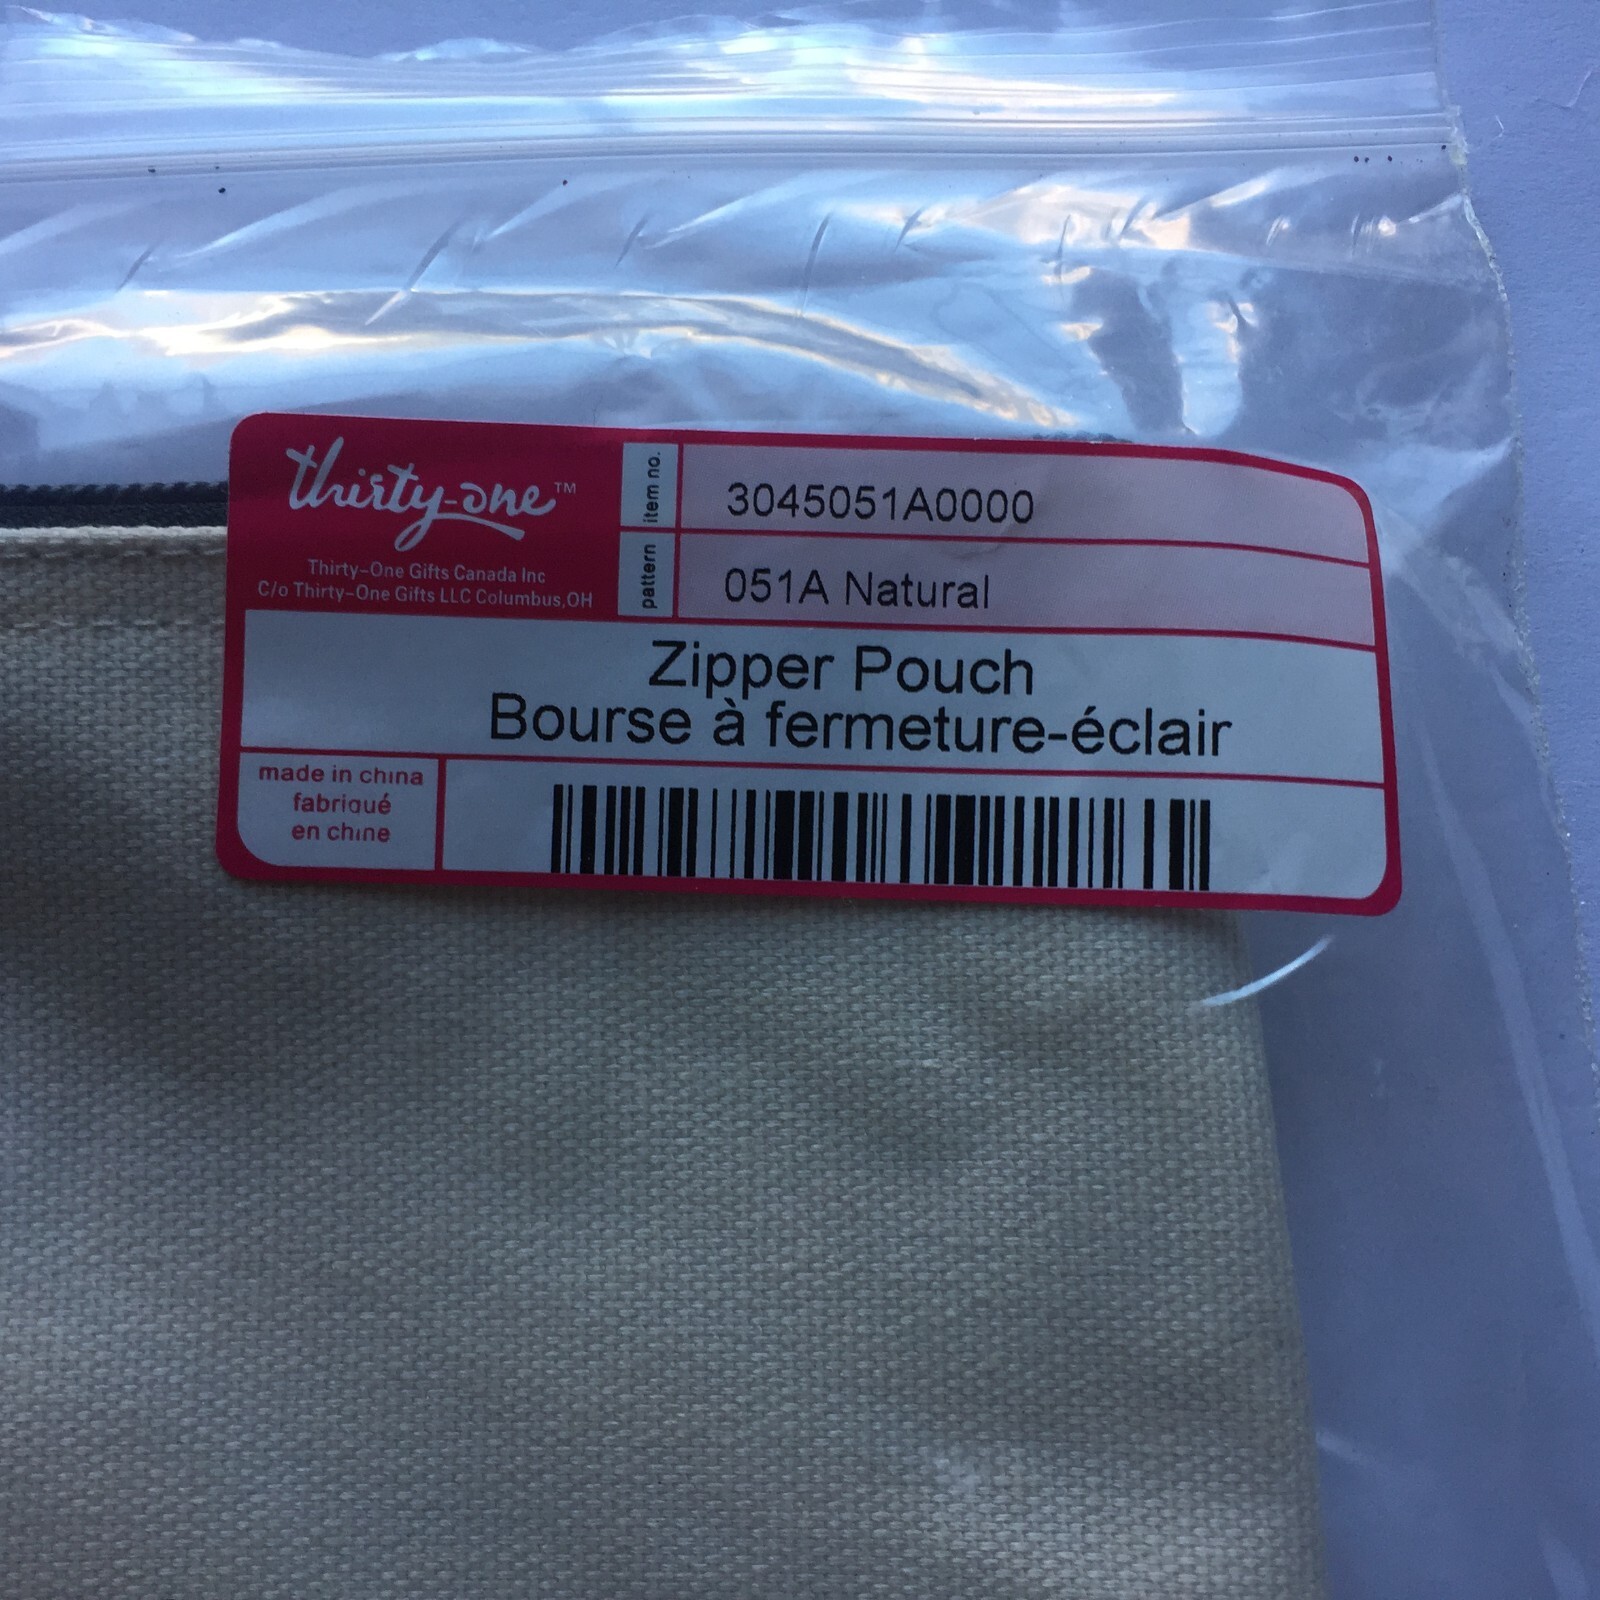 thirty-one™
Thirty-One Gifts Canada Inc
C/o Thirty-One Gifts LLC Columbus,OH
item no.
3045051A0000
pattern
051A Natural
Zipper Pouch
Bourse à fermeture-éclair
made in china
fabriqué
en chine